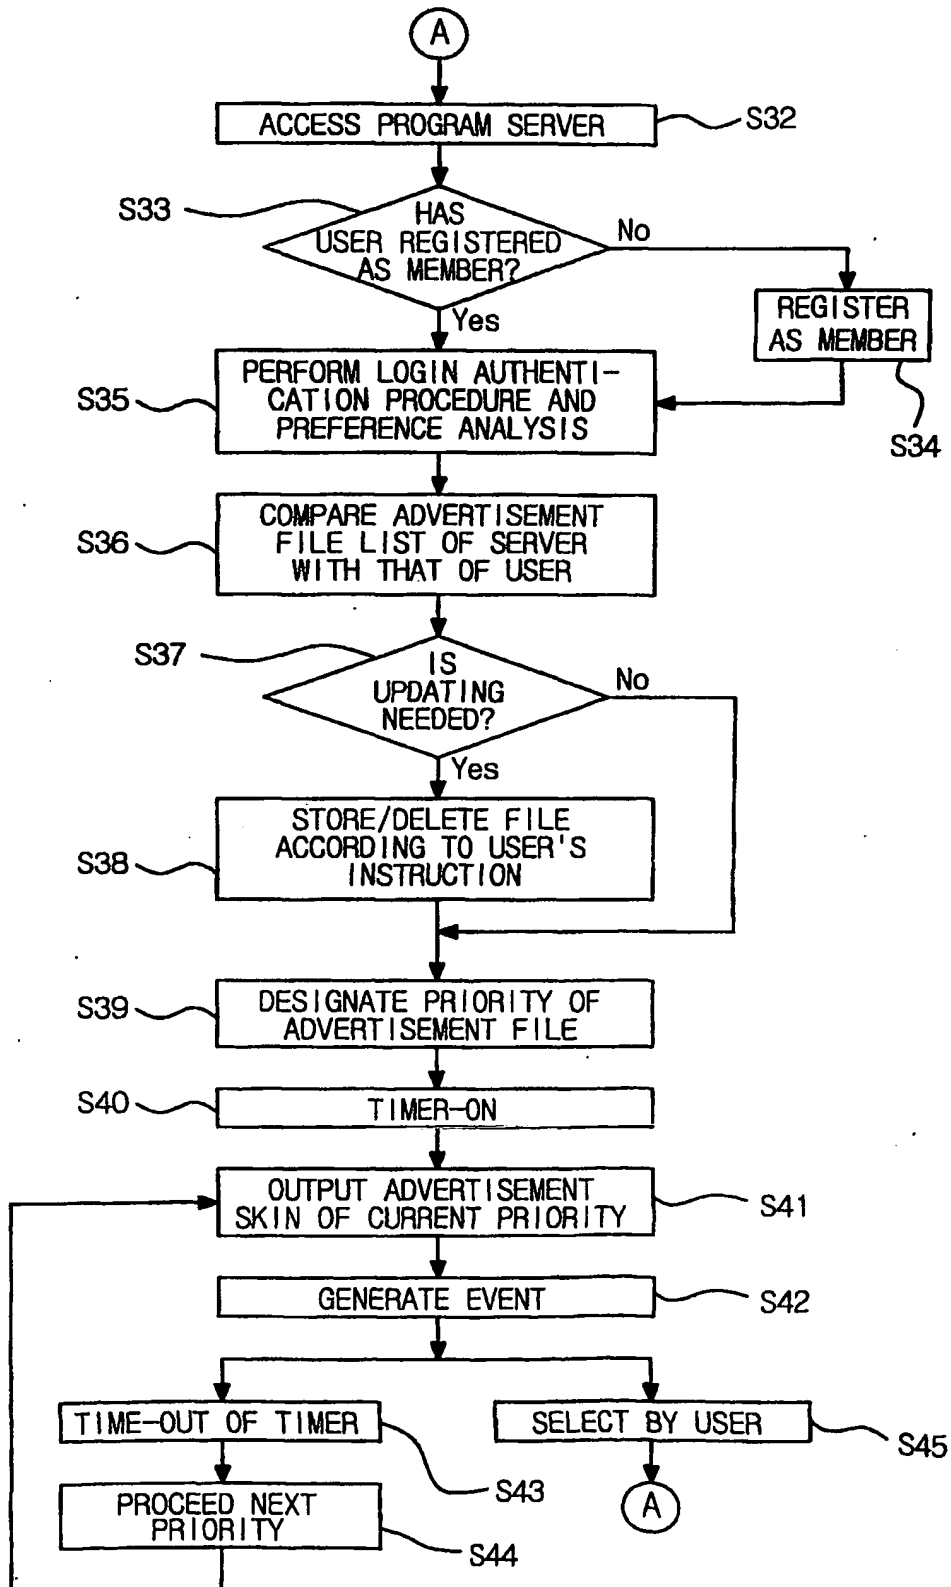 A
ACCESS PROGRAM SERVER
S32
S33
HAS
USER REGISTERED
AS MEMBER?
No
Yes
REGISTER
AS MEMBER
S34
S35
PERFORM LOGIN AUTHENTI-
CATION PROCEDURE AND
PREFERENCE ANALYSIS
S36
COMPARE ADVERTISEMENT
FILE LIST OF SERVER
WITH THAT OF USER
S37
IS
UPDATING
NEEDED?
No
Yes
S38
STORE/DELETE FILE
ACCORDING TO USER'S
INSTRUCTION
S39
DESIGNATE PRIORITY OF
ADVERTISEMENT FILE
S40
TIMER-ON
OUTPUT ADVERTISEMENT
SKIN OF CURRENT PRIORITY
S41
GENERATE EVENT
S42
TIME-OUT OF TIMER
S43
SELECT BY USER
S45
PROCEED NEXT
PRIORITY
S44
A